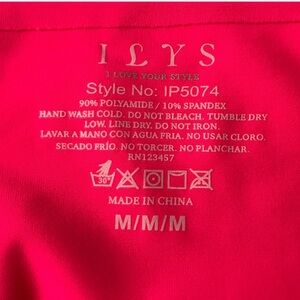 ILYS
I LOVE YOUR STYLE
Style No: IP5074
90% POLYAMIDE / 10% SPANDEX
HAND WASH COLD. DO NOT BLEACH. TUMBLE DRY
LOW. LINE DRY. DO NOT IRON.
LAVAR A MANO CON AGUA FRIA. NO USAR CLORO.
SECADO FRÍO. NO TORCER. NO PLANCHAR.
RN123457
30°
MADE IN CHINA
M/M/M